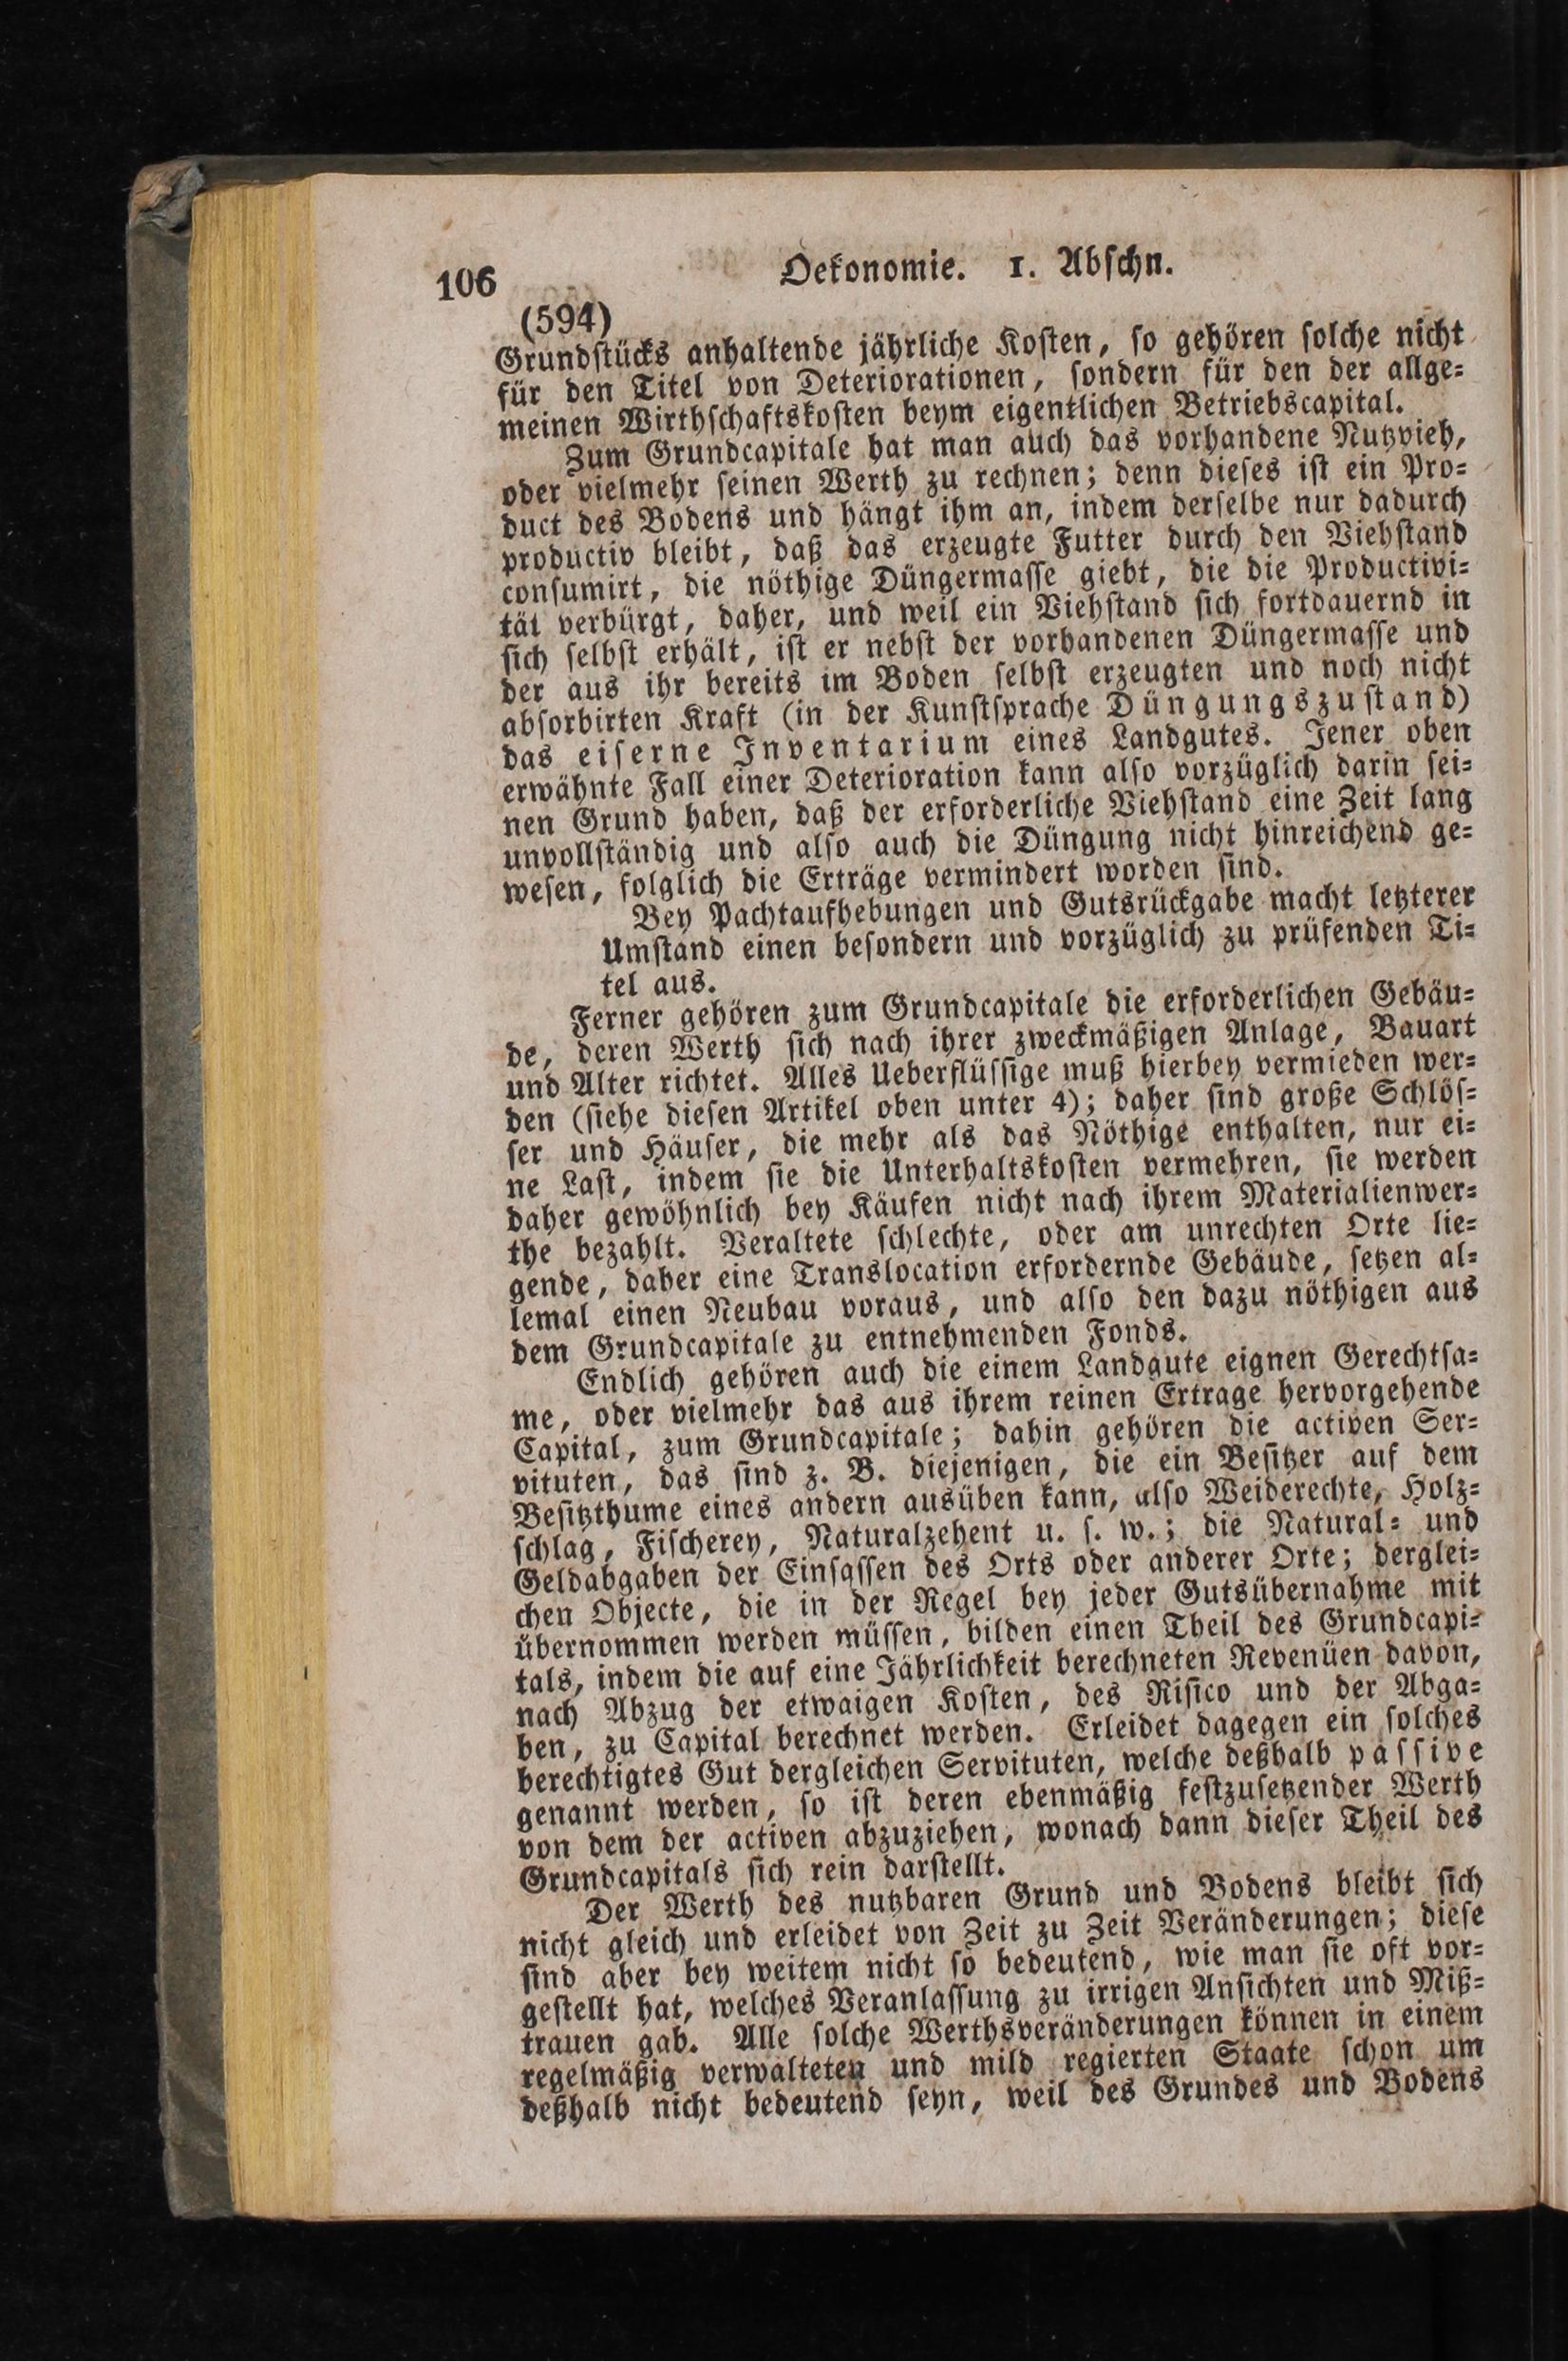 106
Oekonomie. 1. Abschn.
(594)
Grundstücks anhaltende jährliche Kosten, so gehören solche nicht
für den Titel von Deteriorationen, sondern für den der allge=
meinen Wirthschaftskosten beym eigentlichen Betriebscapital.
Zum Grundcapitale hat man auch das vorhandene Nutzvieh,
oder vielmehr seinen Werth zu rechnen; denn dieses ist ein Pro=
duct des Bodens und hängt ihm an, indem derselbe nur dadurch
productiv bleibt, daß das erzeugte Futter durch den Viehstand
consumirt, die nöthige Düngermasse giebt, die die Productivi=
tät verbürgt, daher, und weil ein Viehstand sich fortdauernd in
sich selbst erhält, ist er nebst der vorhandenen Düngermasse und
der aus ihr bereits im Boden selbst erzeugten und noch nicht
absorbirten Kraft (in der Kunstsprache Düngungszustand)
das eiserne Inventarium eines Landgutes. Jener oben
erwähnte Fall einer Deterioration kann also vorzüglich darin sei=
nen Grund haben, daß der erforderliche Viehstand eine Zeit lang
unvollständig und also auch die Düngung nicht hinreichend ge=
wesen, folglich die Erträge vermindert worden sind.
Bey Pachtaufhebungen und Gutsrückgabe macht letzterer
Umstand einen besondern und vorzüglich zu prüfenden Ti=
tel aus.
Ferner gehören zum Grundcapitale die erforderlichen Gebäu=
de, deren Werth sich nach ihrer zweckmäßigen Anlage, Bauart
und Alter richtet. Alles Ueberflüssige muß hierbey vermieden wer=
den (siehe diesen Artikel oben unter 4); daher sind große Schlös=
ser und Häuser, die mehr als das Nöthige enthalten, nur ei=
ne Last, indem sie die Unterhaltskosten vermehren, sie werden
daher gewöhnlich bey Käufen nicht nach ihrem Materialienwer=
the bezahlt. Veraltete schlechte, oder am unrechten Orte lie=
gende, daher eine Translocation erfordernde Gebäude, setzen al=
lemal einen Neubau voraus, und also den dazu nöthigen aus
dem Grundcapitale zu entnehmenden Fonds.
Endlich gehören auch die einem Landgute eignen Gerechtsa=
me, oder vielmehr das aus ihrem reinen Ertrage hervorgehende
Capital, zum Grundcapitale; dahin gehören die activen Ser=
vituten, das sind z. B. diejenigen, die ein Besitzer auf dem
Besitzthume eines andern ausüben kann, also Weiderechte, Holz=
schlag, Fischerey, Naturalzehent u. s. w.; die Natural= und
Geldabgaben der Einsassen des Orts oder anderer Orte; derglei=
chen Objecte, die in der Regel bey jeder Gutsübernahme mit
übernommen werden müssen, bilden einen Theil des Grundcapi=
tals, indem die auf eine Jährlichkeit berechneten Revenüen davon,
nach Abzug der etwaigen Kosten, des Risico und der Abga=
ben, zu Capital berechnet werden. Erleidet dagegen ein solches
berechtigtes Gut dergleichen Servituten, welche deßhalb passive
genannt werden, so ist deren ebenmäßig festzusetzender Werth
von dem der activen abzuziehen, wonach dann dieser Theil des
Grundcapitals sich rein darstellt.
Der Werth des nutzbaren Grund und Bodens bleibt sich
nicht gleich und erleidet von Zeit zu Zeit Veränderungen; diese
sind aber bey weitem nicht so bedeutend, wie man sie oft vor=
gestellt hat, welches Veranlassung zu irrigen Ansichten und Miß=
trauen gab. Alle solche Werthsveränderungen können in einem
regelmäßig verwalteten und mild regierten Staate schon um
deßhalb nicht bedeutend seyn, weil des Grundes und Bodens